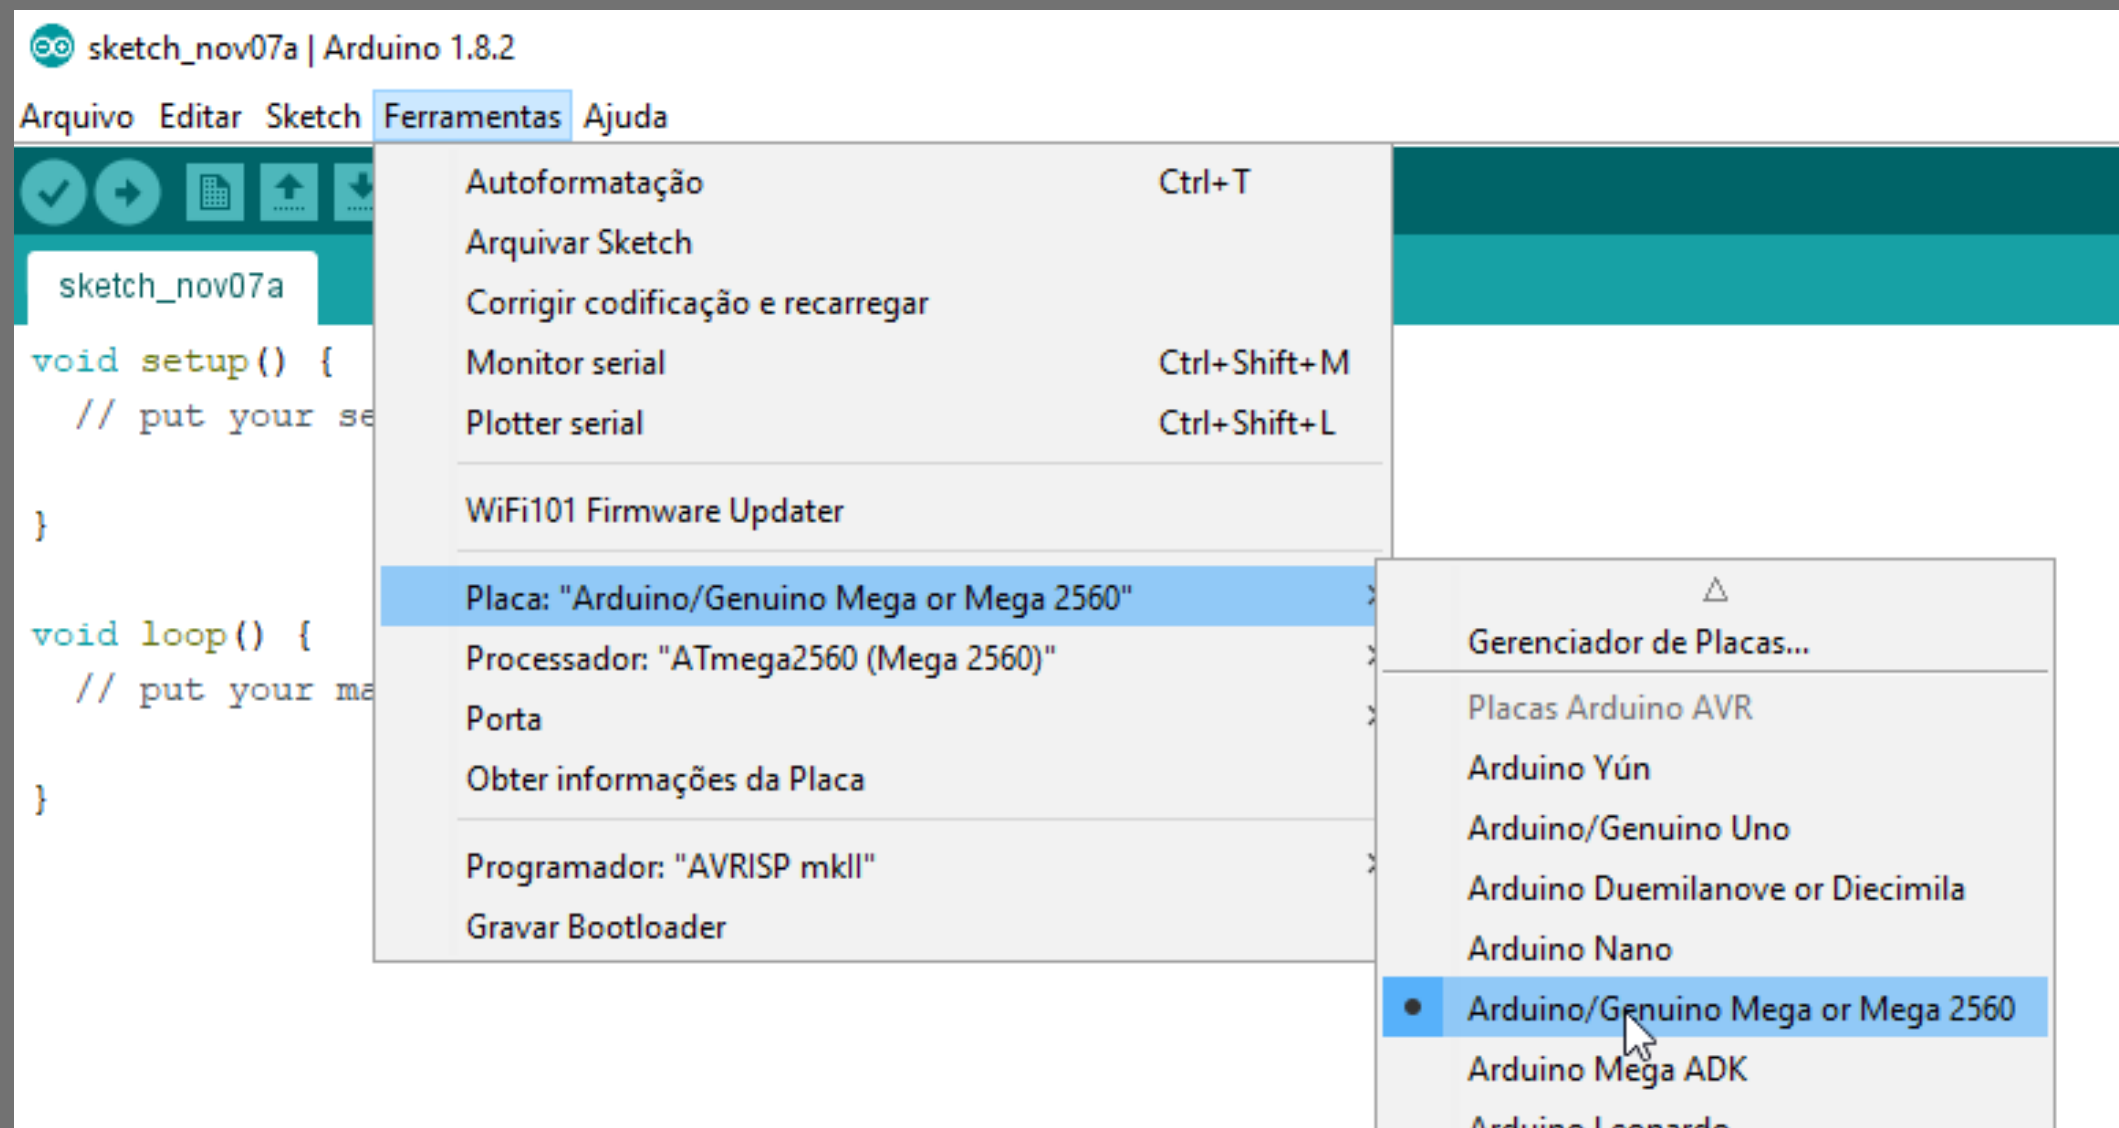 sketch_nov07a | Arduino 1.8.2
Arquivo Editar Sketch Ferramentas Ajuda
sketch_nov07a
void setup() {
// put your se
}
void loop() {
// put your ma
}
Autoformatação Ctrl+T
Arquivar Sketch
Corrigir codificação e recarregar
Monitor serial Ctrl+Shift+M
Plotter serial Ctrl+Shift+L
WiFi101 Firmware Updater
Placa: "Arduino/Genuino Mega or Mega 2560"
Processador: "ATmega2560 (Mega 2560)"
Porta
Obter informações da Placa
Programador: "AVRISP mkII"
Gravar Bootloader
Gerenciador de Placas...
Placas Arduino AVR
Arduino Yún
Arduino/Genuino Uno
Arduino Duemilanove or Diecimila
Arduino Nano
Arduino/Genuino Mega or Mega 2560
Arduino Mega ADK
Arduino Leonardo